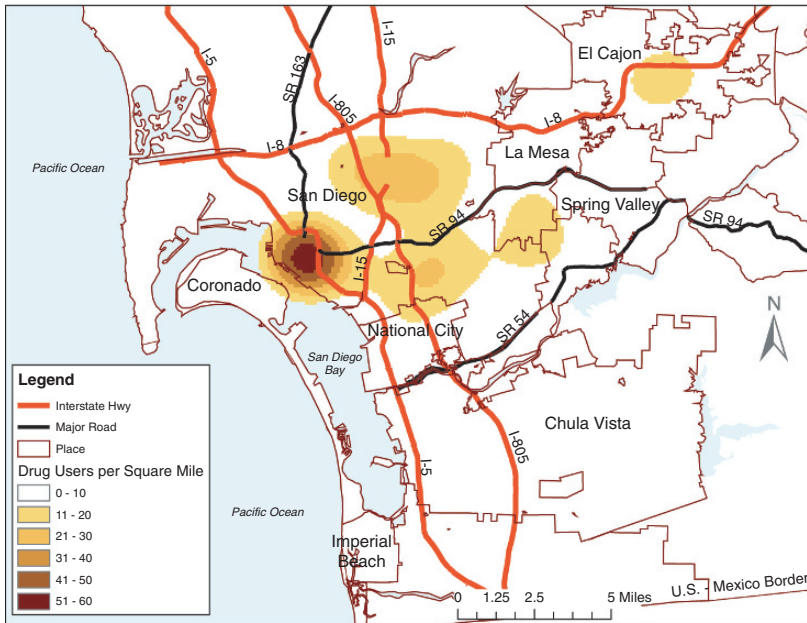 I-5
SR 163
I-15
I-805
El Cajon
I-8
I-8
La Mesa
Pacific Ocean
San Diego
Spring Valley
SR 94
SR 94
I-15
Coronado
National City
San Diego
Bay
SR 54
N
Legend
Interstate Hwy
Major Road
Place
Drug Users per Square Mile
0 - 10
11 - 20
21 - 30
31 - 40
41 - 50
51 - 60
Chula Vista
I-5
I-805
Pacific Ocean
Imperial
Beach
U.S. - Mexico Border
0 1.25 2.5 5 Miles